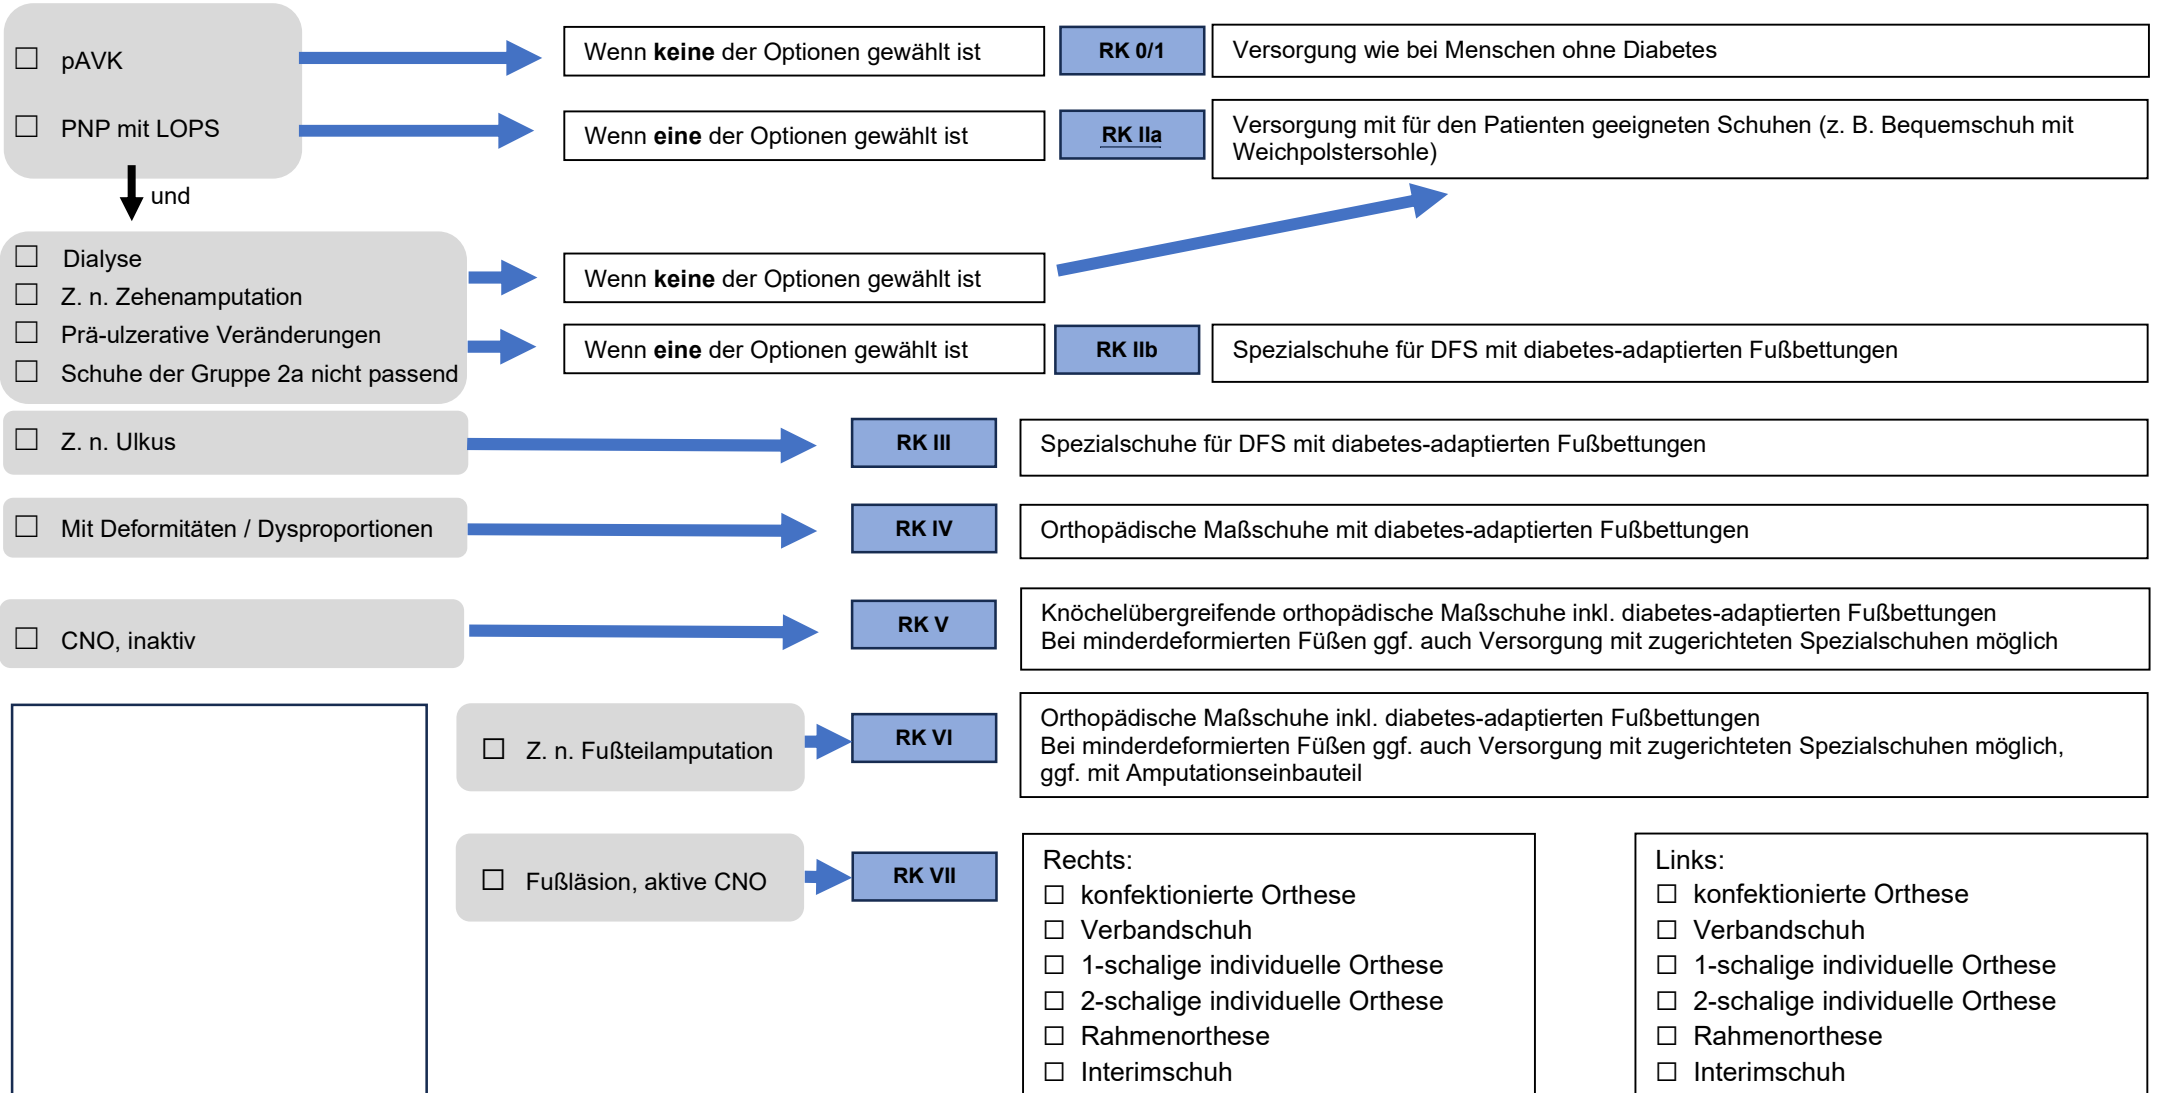 ☐ pAVK
Wenn keine der Optionen gewählt ist
RK 0/1
Versorgung wie bei Menschen ohne Diabetes
☐ PNP mit LOPS
Wenn eine der Optionen gewählt ist
RK IIa
Versorgung mit für den Patienten geeigneten Schuhen (z. B. Bequemschuh mit
Weichpolstersohle)
und
☐ Dialyse
☐ Z. n. Zehenamputation
☐ Prä-ulzerative Veränderungen
☐ Schuhe der Gruppe 2a nicht passend
Wenn keine der Optionen gewählt ist
Wenn eine der Optionen gewählt ist
RK IIb
Spezialschuhe für DFS mit diabetes-adaptierten Fußbettungen
☐ Z. n. Ulkus
RK III
Spezialschuhe für DFS mit diabetes-adaptierten Fußbettungen
☐ Mit Deformitäten / Dysproportionen
RK IV
Orthopädische Maßschuhe mit diabetes-adaptierten Fußbettungen
☐ CNO, inaktiv
RK V
Knöchelübergreifende orthopädische Maßschuhe inkl. diabetes-adaptierten Fußbettungen
Bei minderdeformierten Füßen ggf. auch Versorgung mit zugerichteten Spezialschuhen möglich
☐ Z. n. Fußteilamputation
RK VI
Orthopädische Maßschuhe inkl. diabetes-adaptierten Fußbettungen
Bei minderdeformierten Füßen ggf. auch Versorgung mit zugerichteten Spezialschuhen möglich,
ggf. mit Amputationseinbauteil
☐ Fußläsion, aktive CNO
RK VII
Rechts:
☐ konfektionierte Orthese
☐ Verbandschuh
☐ 1-schalige individuelle Orthese
☐ 2-schalige individuelle Orthese
☐ Rahmenorthese
☐ Interimschuh
Links:
☐ konfektionierte Orthese
☐ Verbandschuh
☐ 1-schalige individuelle Orthese
☐ 2-schalige individuelle Orthese
☐ Rahmenorthese
☐ Interimschuh